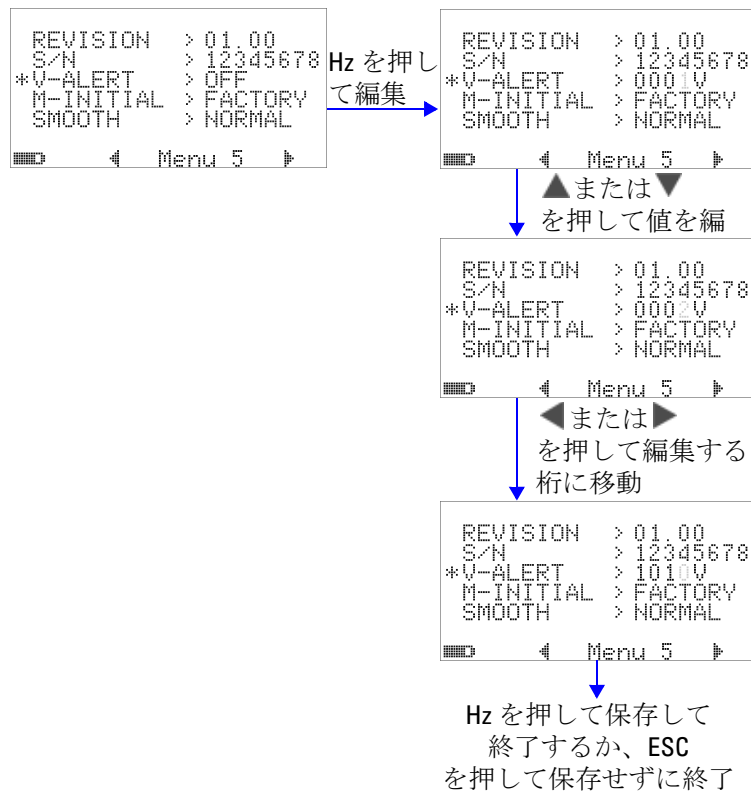 REVISION > 01.00
S/N > 12345678
*V-ALERT > OFF
M-INITIAL > FACTORY
SMOOTH > NORMAL
Menu 5
Hz を押し
て編集
REVISION > 01.00
S/N > 12345678
*V-ALERT > 0001V
M-INITIAL > FACTORY
SMOOTH > NORMAL
Menu 5
▲または▼
を押して値を編
REVISION > 01.00
S/N > 12345678
*V-ALERT > 0002V
M-INITIAL > FACTORY
SMOOTH > NORMAL
Menu 5
◀または▶
を押して編集する
桁に移動
REVISION > 01.00
S/N > 12345678
*V-ALERT > 1010V
M-INITIAL > FACTORY
SMOOTH > NORMAL
Menu 5
Hz を押して保存して
終了するか、ESC
を押して保存せずに終了